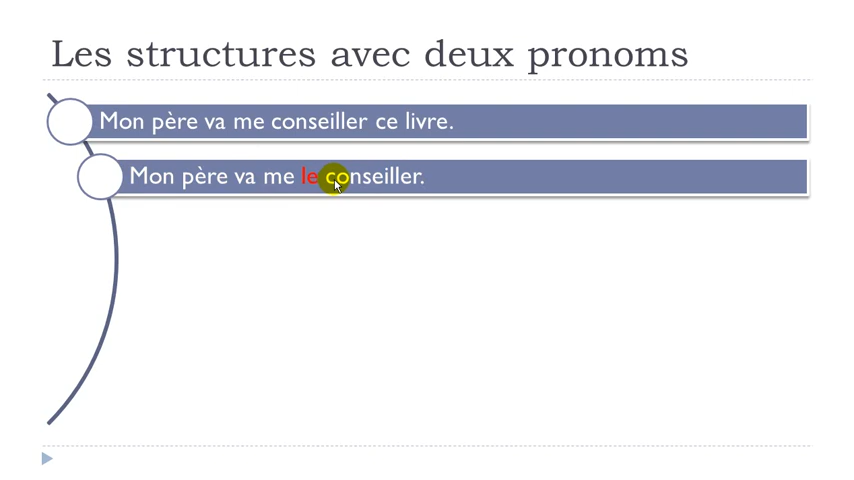 Les structures avec deux pronoms
Mon père va me conseiller ce livre.
Mon père va me le conseiller.